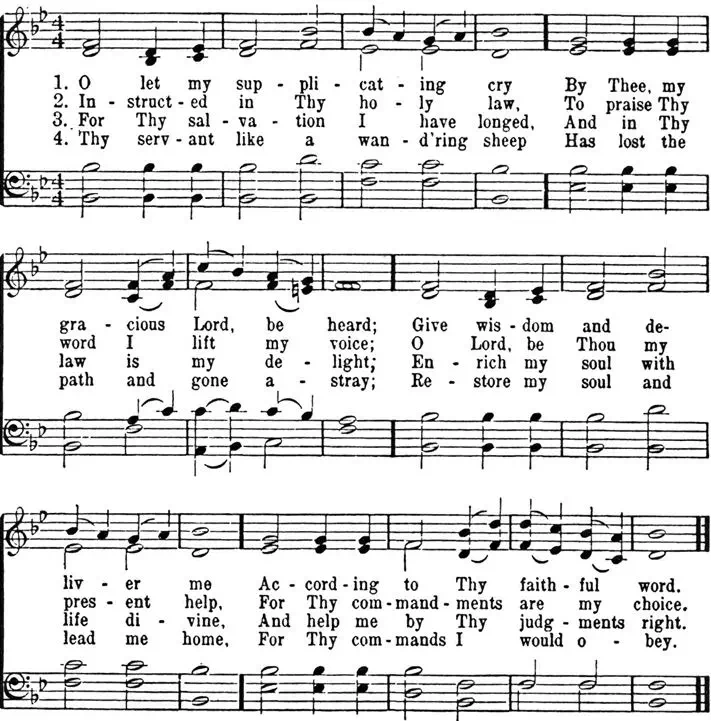 4 4
1. O let my sup - pli - cat - ing cry By Thee, my
2. In - struct - ed in Thy ho - ly law, To praise Thy
3. For Thy sal - va - tion I have longed, And in Thy
4. Thy serv - ant like a wand - 'ring sheep Has lost the
4 4
gra - cious Lord, be heard; Give wis - dom and de-
word I lift my voice; O Lord, be Thou my
law is my de - light; En - rich my soul with
path and gone a - stray; Re - store my soul and
liv - er me Ac - cord - ing to Thy faith - ful word.
pres - ent help, For Thy com - mand - ments are my choice.
life di - vine, And help me by Thy judg - ments right.
lead me home, For Thy com - mands I would o - bey.